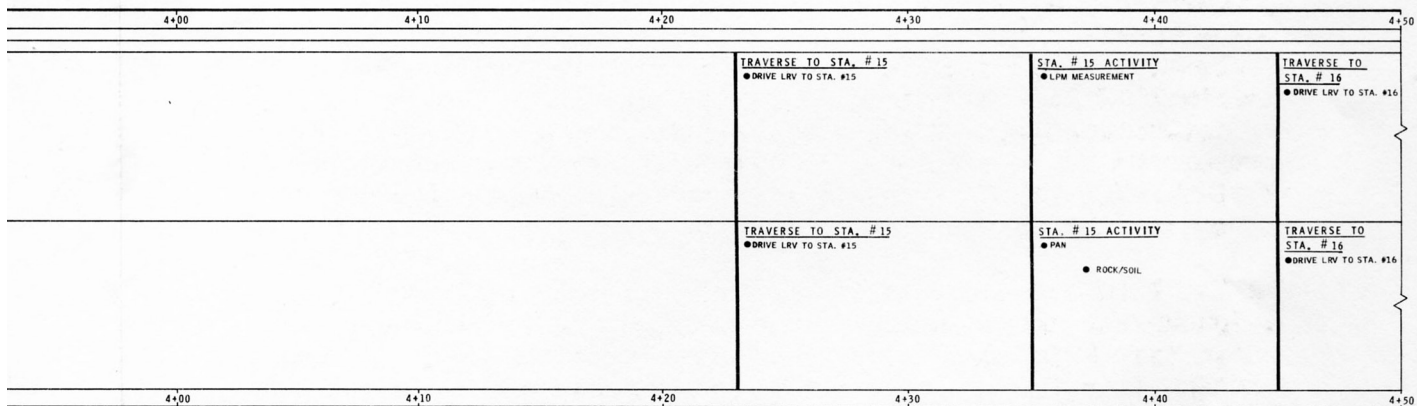 4+00 4+10 4+20 4+30 4+40 4+50
TRAVERSE TO STA. #15
●DRIVE LRV TO STA. #15
STA. #15 ACTIVITY
●LPM MEASUREMENT
TRAVERSE TO
STA. #16
●DRIVE LRV TO STA. #16
TRAVERSE TO STA. #15
●DRIVE LRV TO STA. #15
STA. #15 ACTIVITY
●PAN
● ROCK/SOIL
TRAVERSE TO
STA. #16
●DRIVE LRV TO STA. #16
4+00 4+10 4+20 4+30 4+40 4+50